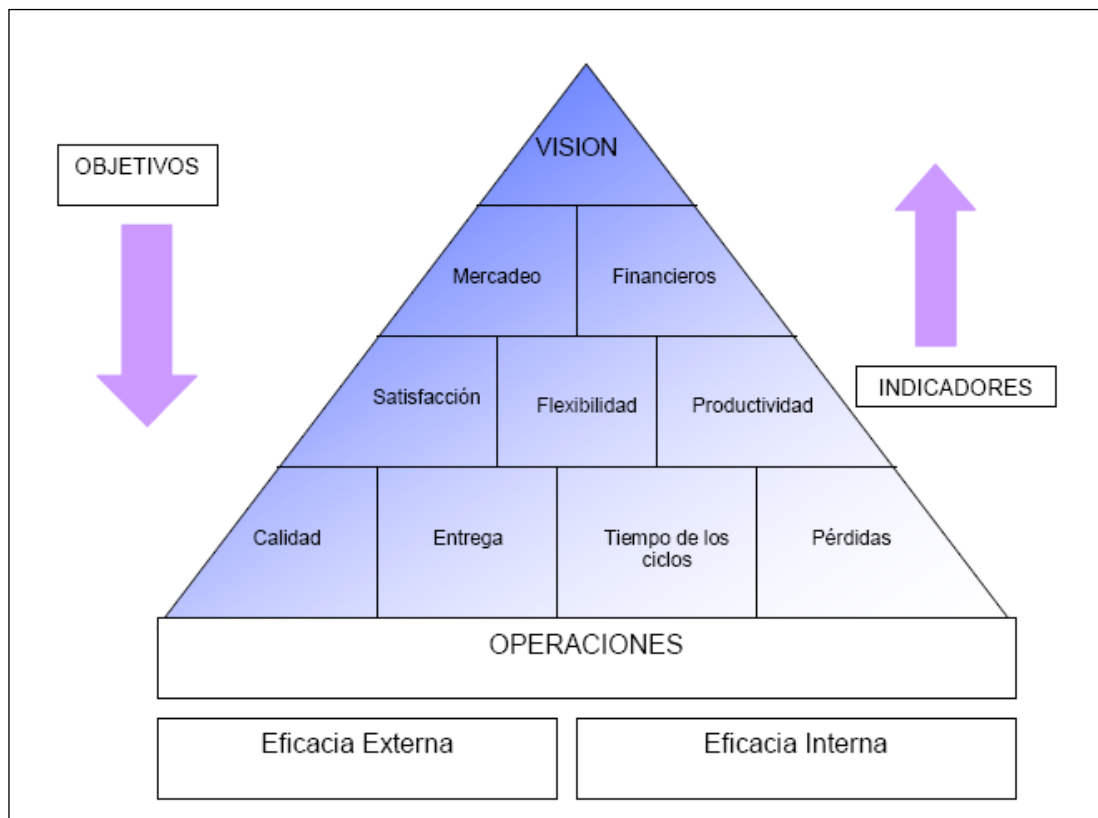 VISION
OBJETIVOS
Mercadeo
Financieros
INDICADORES
Satisfacción
Flexibilidad
Productividad
Calidad
Entrega
Tiempo de los
ciclos
Pérdidas
OPERACIONES
Eficacia Externa
Eficacia Interna